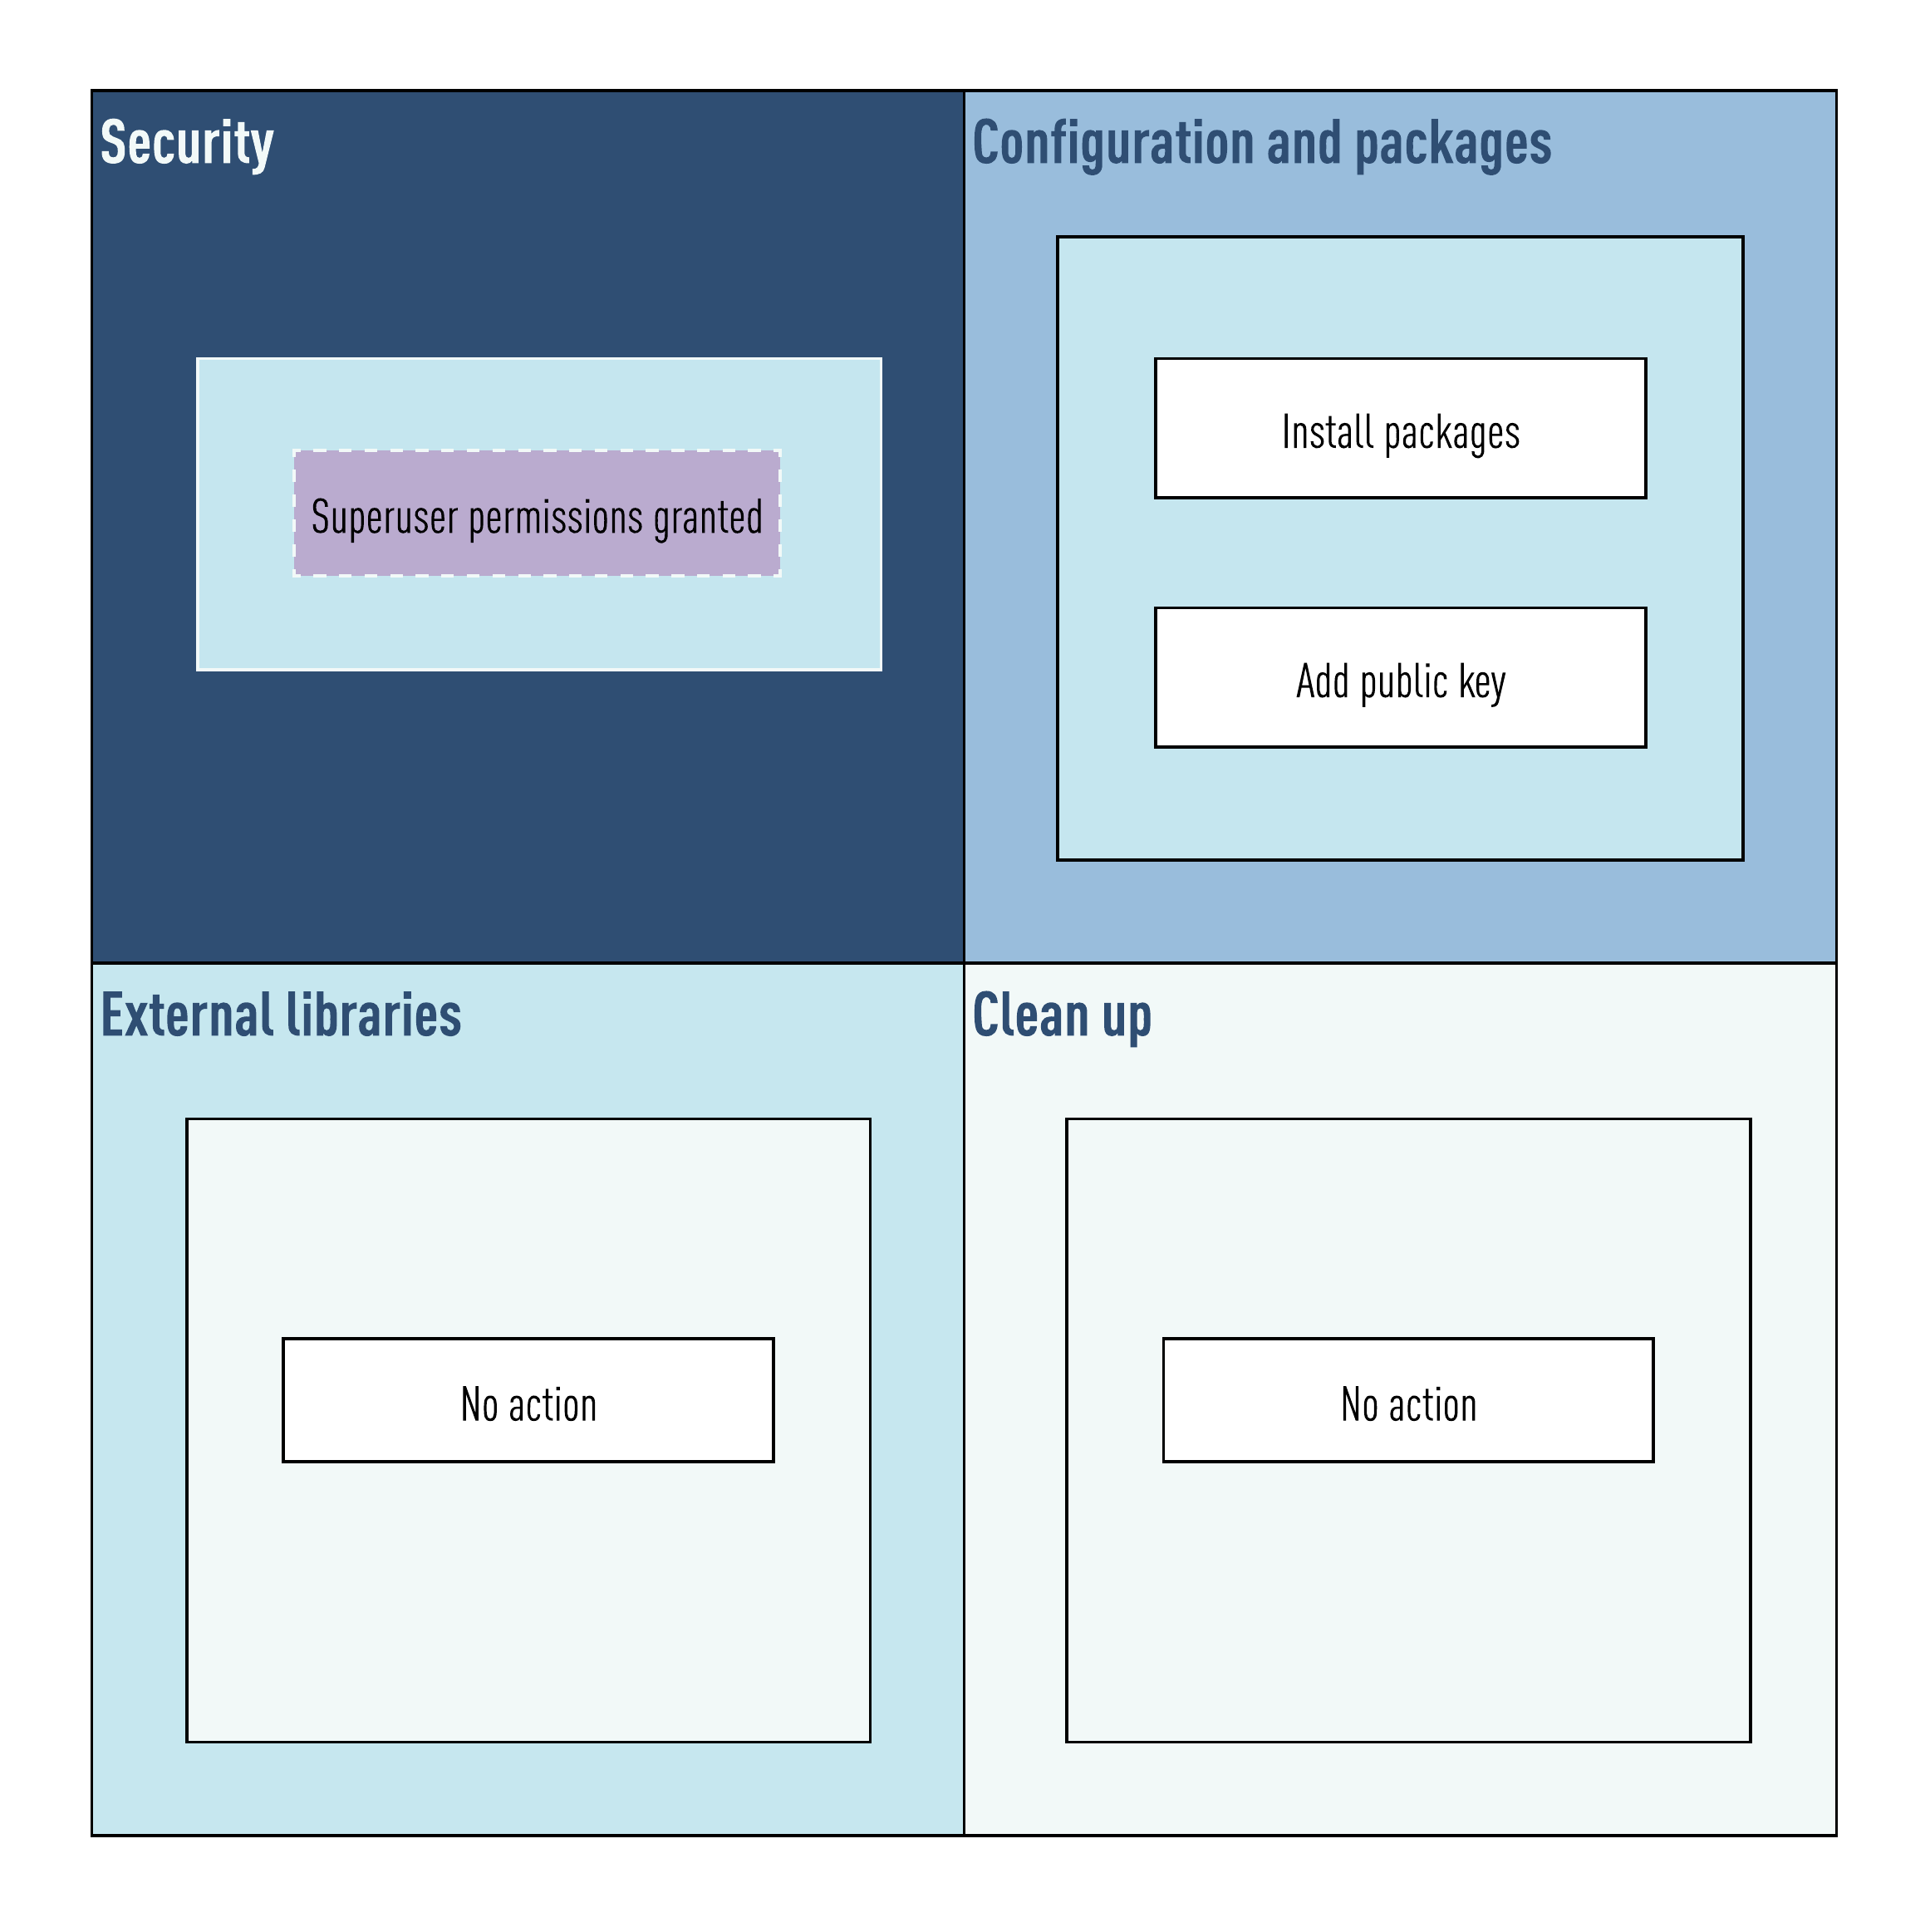 Security
Superuser permissions granted
Configuration and packages
Install packages
Add public key
External libraries
No action
Clean up
No action